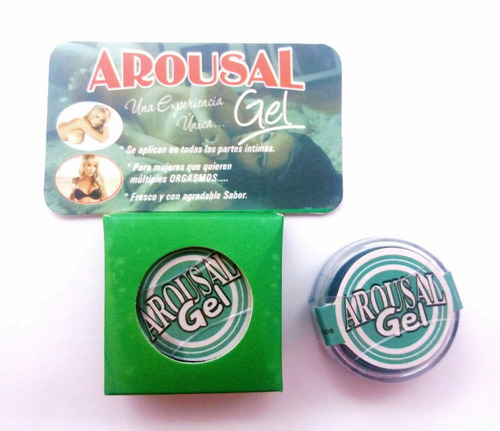 AROUSAL
Una Experiencia
Única...
Gel
* Se aplican en todas las partes íntimas.
* Para mujeres que quieren
múltiples ORGASMOS.....
* Fresco y con agradable Sabor.
AROUSAL
Gel
AROUSAL
Gel